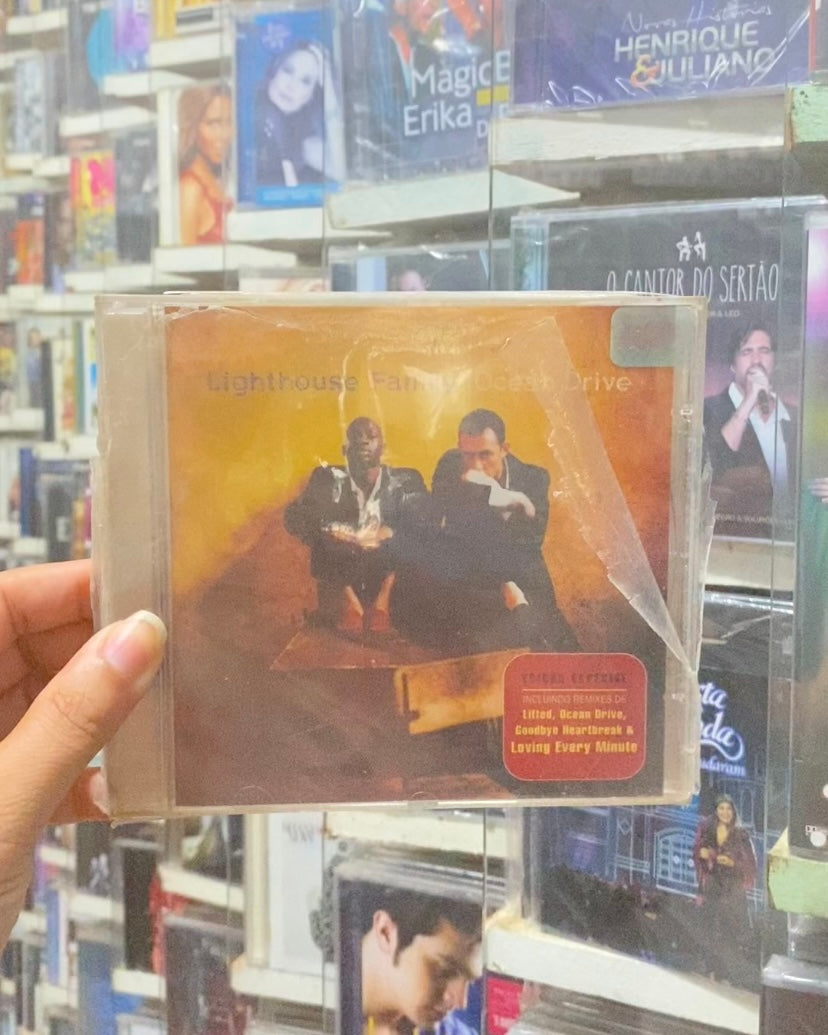 Novas Histórias
HENRIQUE
& JULIANO
Magic
Erika
O CANTOR DO SERTÃO
Lighthouse Family Ocean Drive
EDIÇÃO ESPECIAL
INCLUINDO REMIXES DE
Lifted, Ocean Drive,
Goodbye Heartbreak &
Loving Every Minute